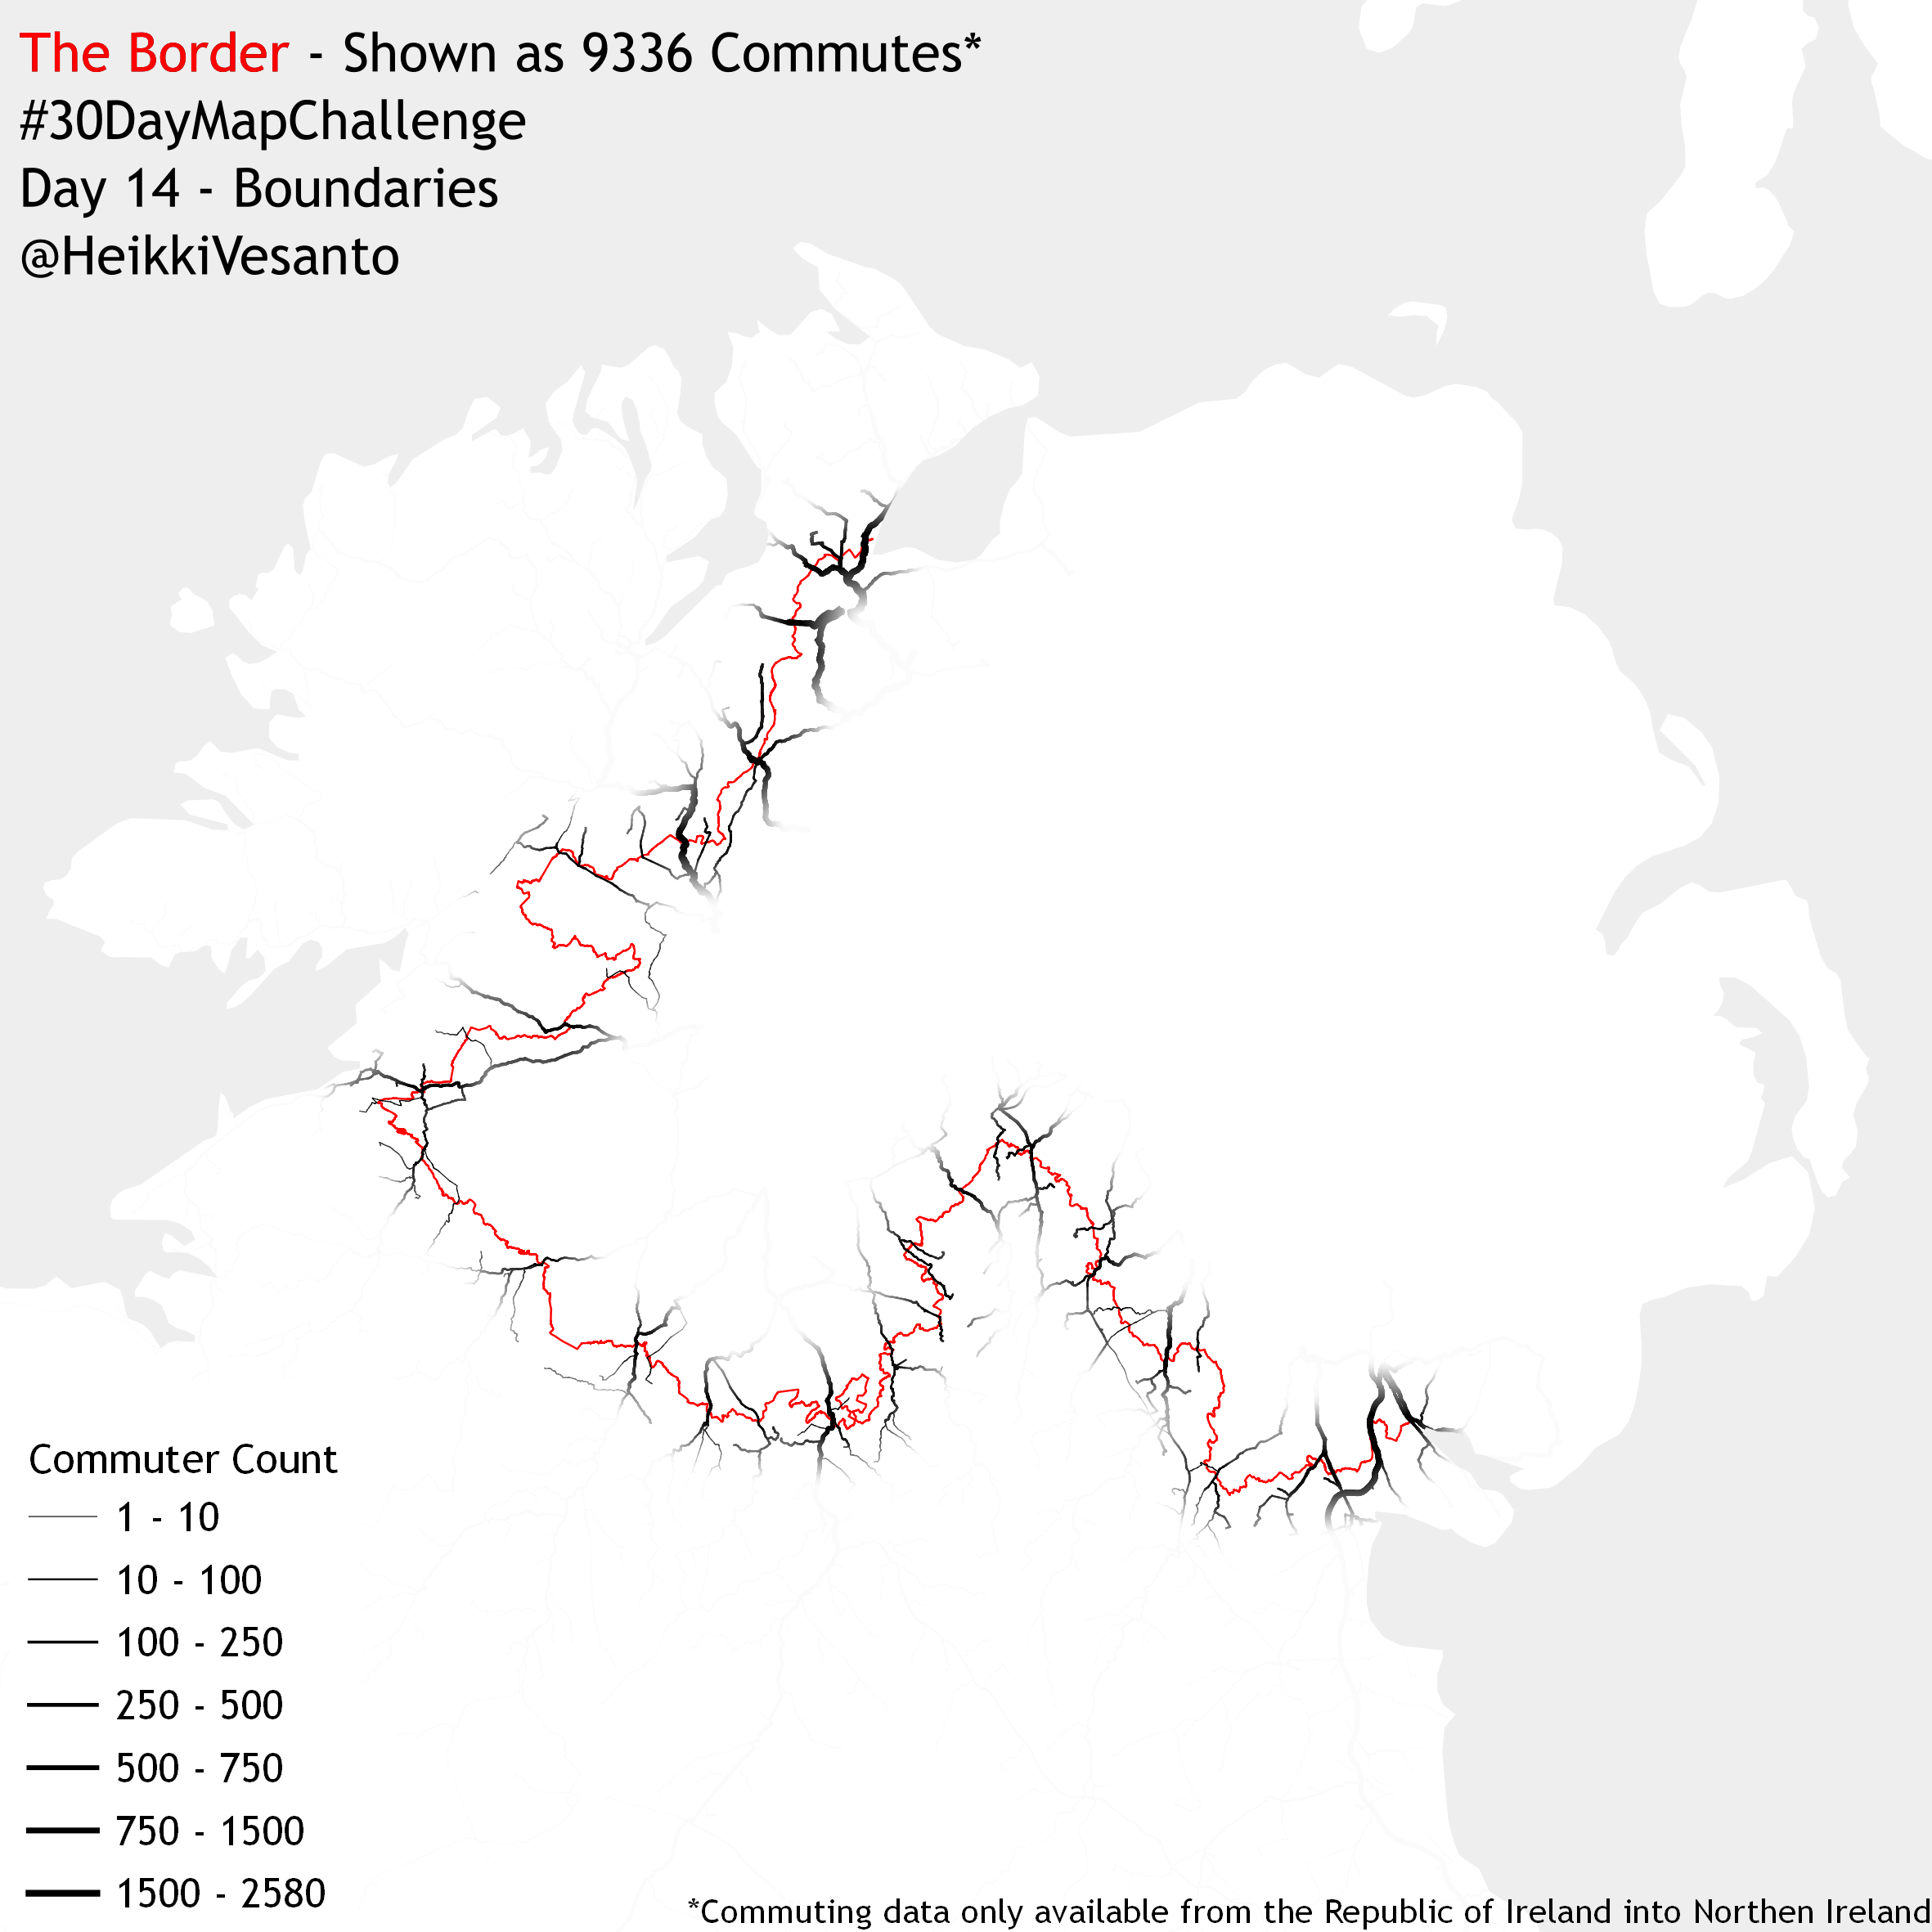 The Border - Shown as 9336 Commutes*
#30DayMapChallenge
Day 14 - Boundaries
@HeikkiVesanto
Commuter Count
1 - 10
10 - 100
100 - 250
250 - 500
500 - 750
750 - 1500
1500 - 2580
*Commuting data only available from the Republic of Ireland into Northen Ireland